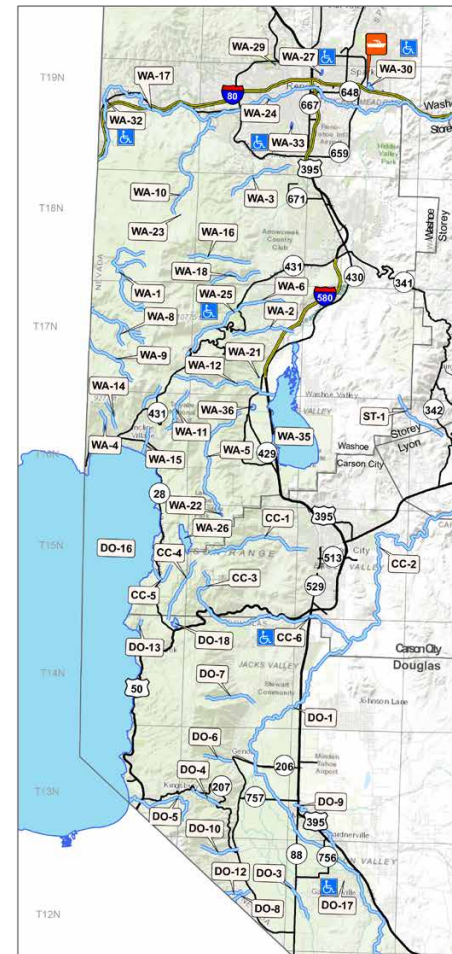 WA-29
WA-27
T19N
WA-17
WA-30
80
648
WA-24
667
Washoe
WA-32
WA-33
659
395
Hidden
Valley
Park
WA-10
WA-3
T18N
671
WA-23
WA-16
Arrowcreek
Country
Club
Washoe
Storey
NEVADA
431
430
WA-18
WA-6
341
WA-1
WA-25
580
WA-2
WA-8
T17N
WA-21
WA-9
WA-12
Washoe Valley
WA-14
WA-36
VALLEY
342
431
ST-1
WA-11
WA-35
Storey
Lyon
WA-4
WA-5
Washoe
WA-15
429
Carson City
28
WA-22
395
WA-26
CC-1
T15N
DO-16
City
513
CC-4
VALLEY
CC-2
CC-3
529
CC-5
CC-6
DO-13
DO-18
Carson City
Douglas
JACKS VALLEY
T14N
50
DO-7
Stewart
Community
Johnson Lane
DO-1
DO-6
Minden
Tahoe
Airport
206
DO-4
T13N
207
757
DO-9
DO-5
395
DO-10
88
756
DO-12
DO-3
DO-17
DO-8
T12N